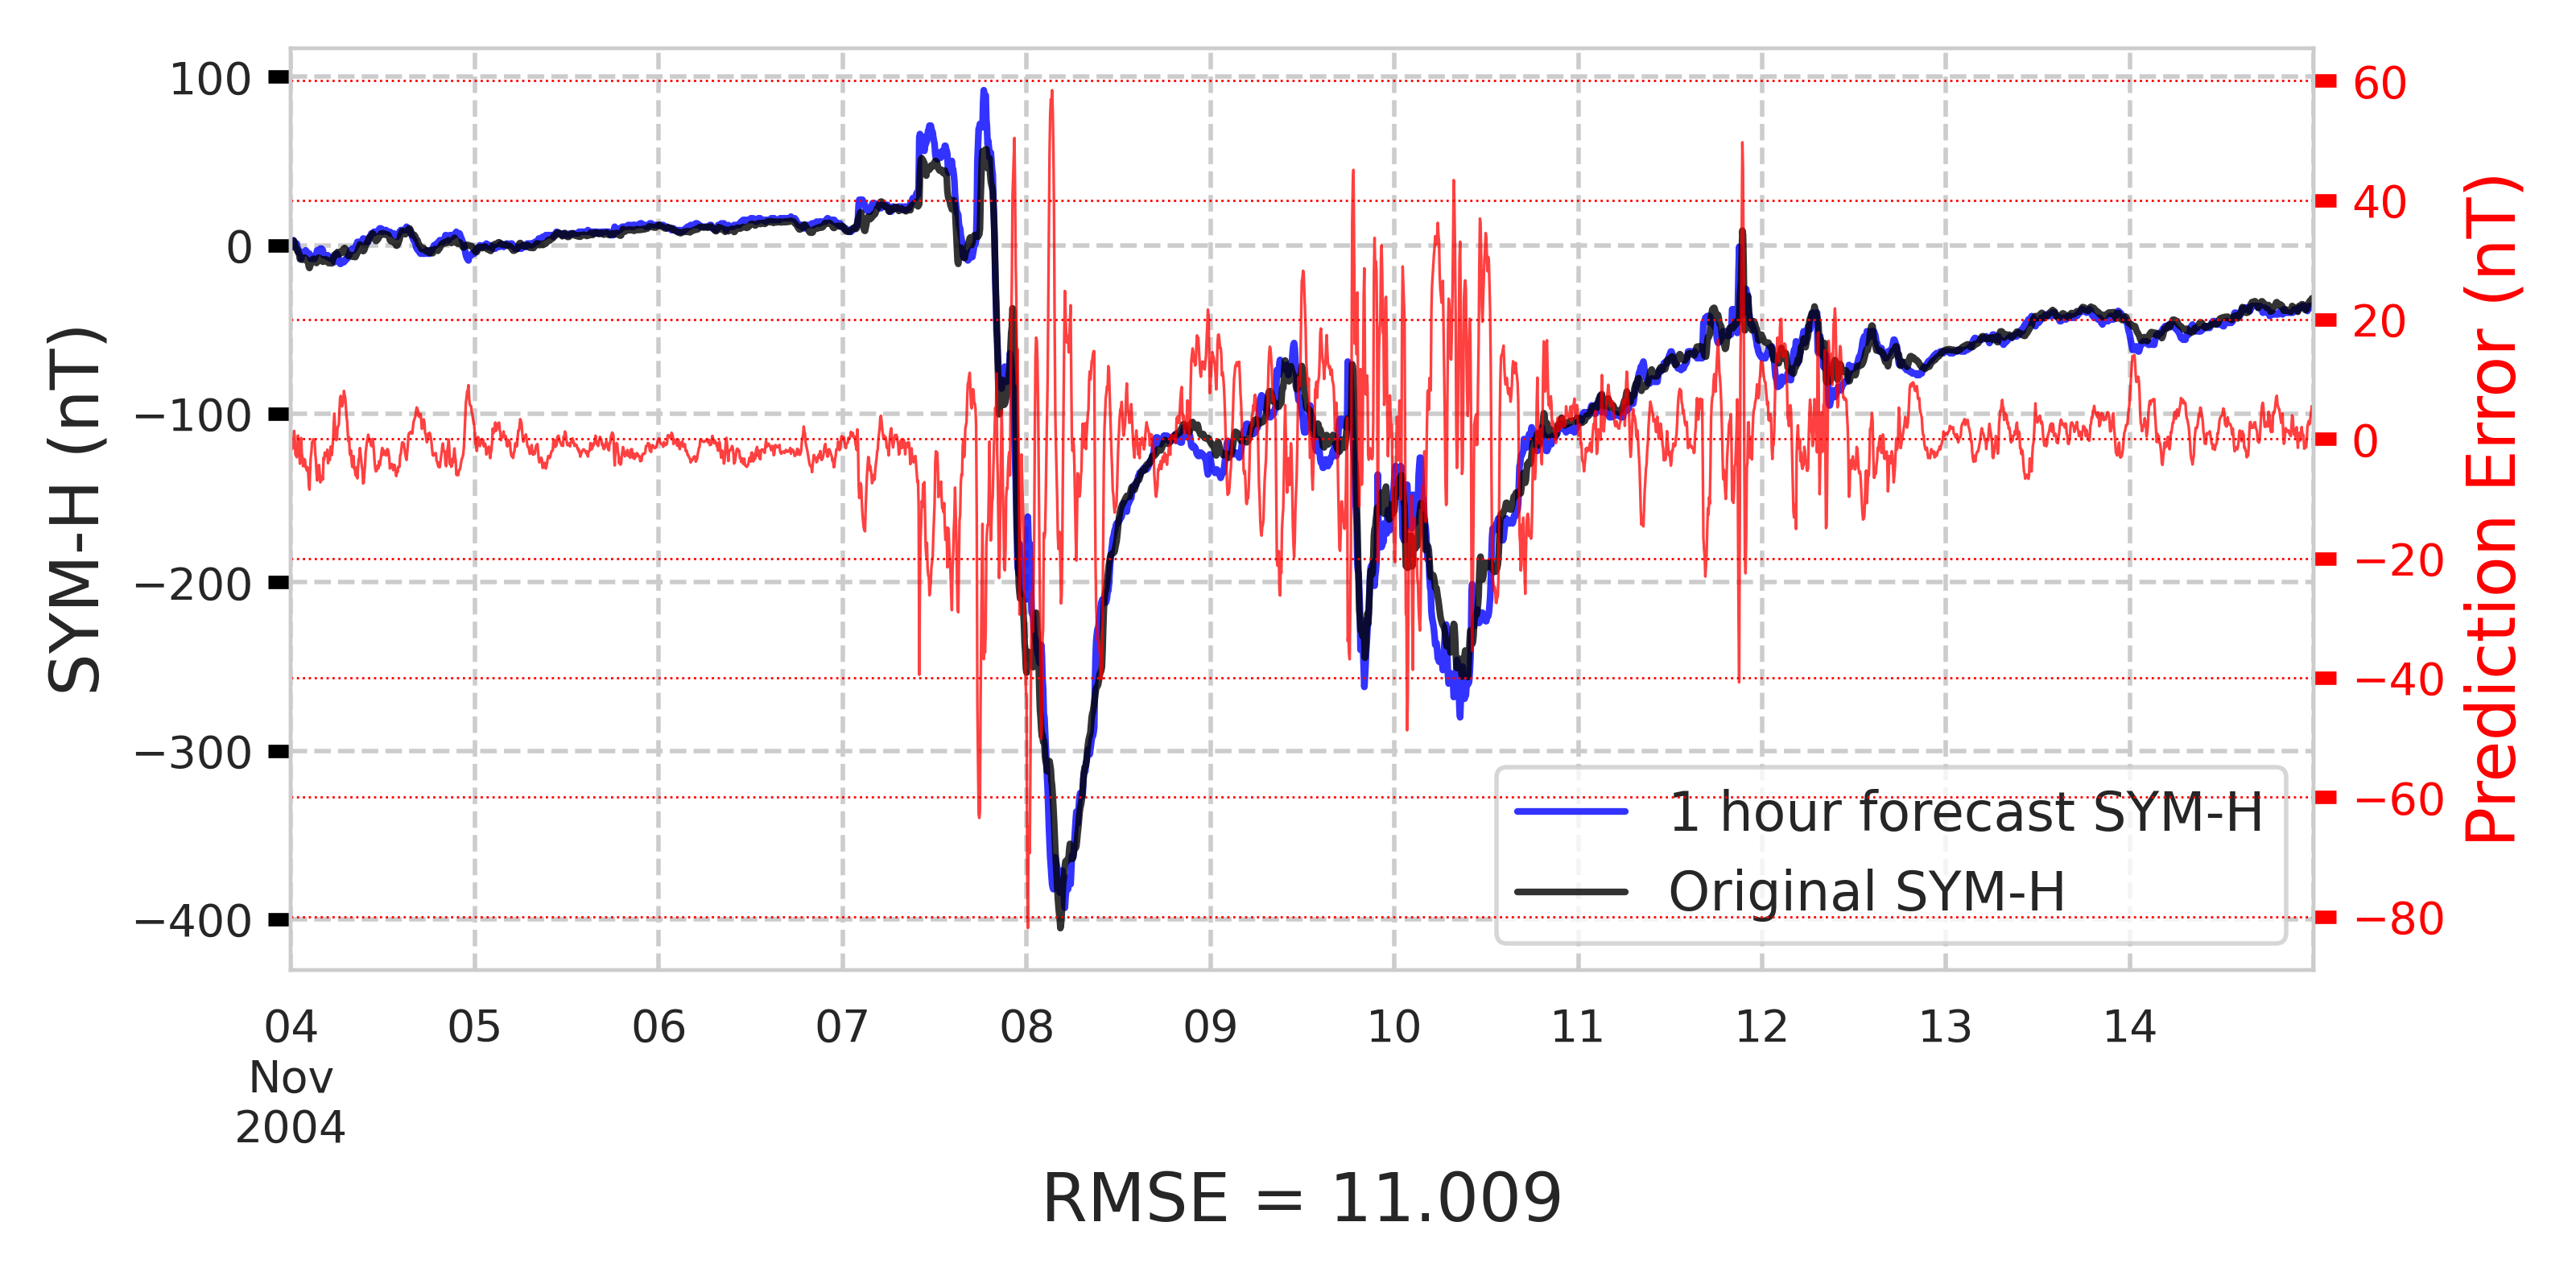 SYM-H (nT)
100
0
−100
−200
−300
−400
60
40
20
0
−20
−40
−60
−80
Prediction Error (nT)
1 hour forecast SYM-H
Original SYM-H
04 05 06 07 08 09 10 11 12 13 14
Nov
2004
RMSE = 11.009